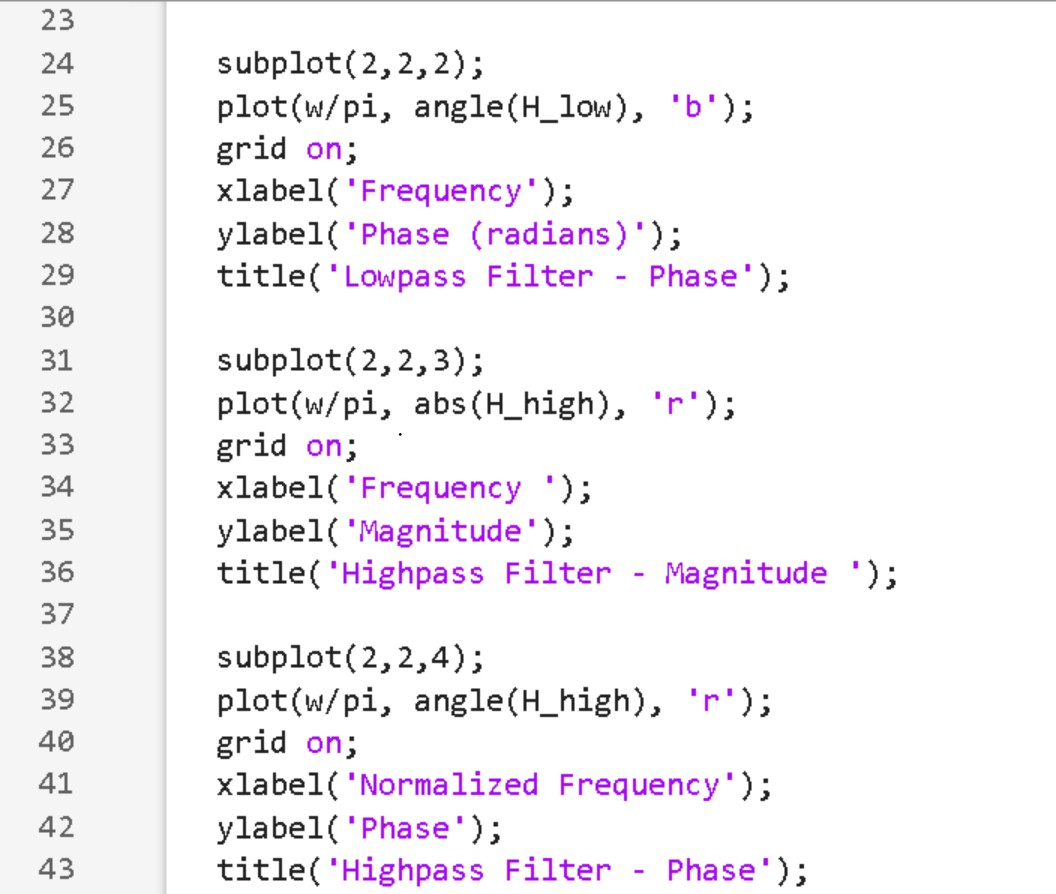 23
24 subplot(2,2,2);
25 plot(w/pi, angle(H_low), 'b');
26 grid on;
27 xlabel('Frequency');
28 ylabel('Phase (radians)');
29 title('Lowpass Filter - Phase');
30
31 subplot(2,2,3);
32 plot(w/pi, abs(H_high), 'r');
33 grid on;
34 xlabel('Frequency ');
35 ylabel('Magnitude');
36 title('Highpass Filter - Magnitude ');
37
38 subplot(2,2,4);
39 plot(w/pi, angle(H_high), 'r');
40 grid on;
41 xlabel('Normalized Frequency');
42 ylabel('Phase');
43 title('Highpass Filter - Phase');